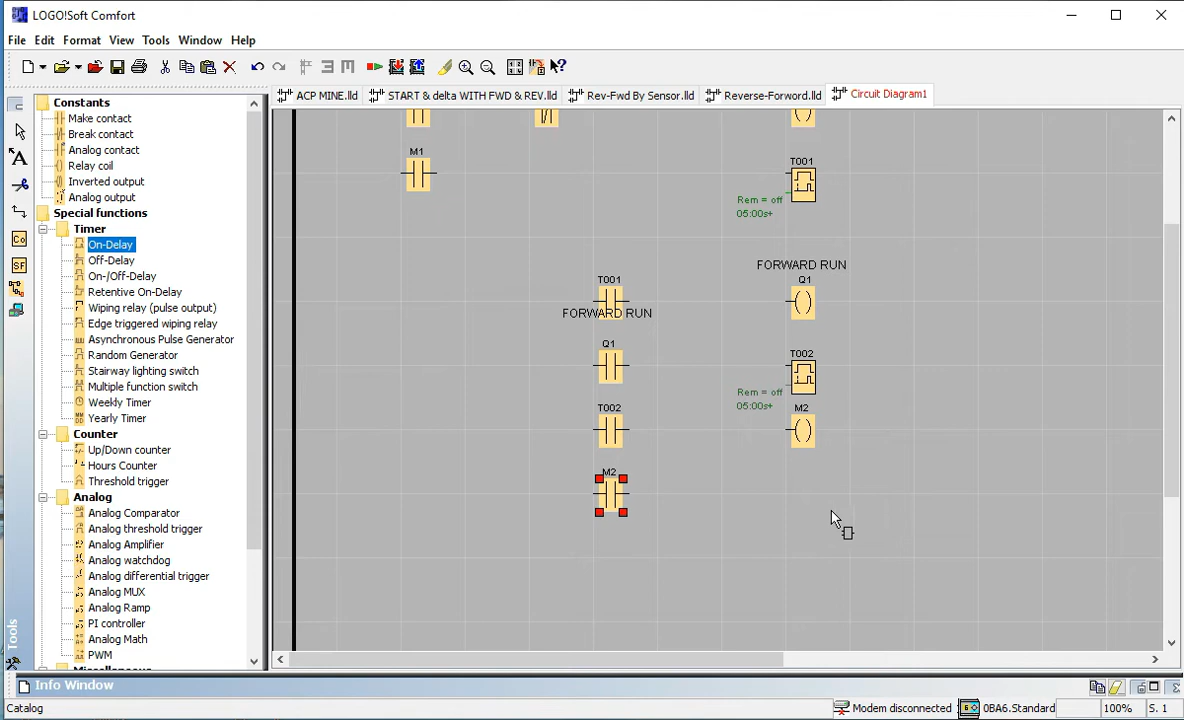 LOGO!Soft Comfort
File Edit Format View Tools Window Help
ACP MINE.lld START & delta WITH FWD & REV.lld Rev-Fwd By Sensor.lld Reverse-Forword.lld Circuit Diagram1
Constants
Make contact
Break contact
Analog contact
Relay coil
Inverted output
Analog output
Special functions
Timer
On-Delay
Off-Delay
On-/Off-Delay
Retentive On-Delay
Wiping relay (pulse output)
Edge triggered wiping relay
Asynchronous Pulse Generator
Random Generator
Stairway lighting switch
Multiple function switch
Weekly Timer
Yearly Timer
Counter
Up/Down counter
Hours Counter
Threshold trigger
Analog
Analog Comparator
Analog threshold trigger
Analog Amplifier
Analog watchdog
Analog differential trigger
Analog MUX
Analog Ramp
PI controller
Analog Math
PWM
Co
SF
Tools
M1
T001
Rem = off
05:00s+
FORWARD RUN
T001
Q1
FORWARD RUN
Q1
T002
Rem = off
05:00s+
T002
M2
M2
Info Window
Catalog
Modem disconnected
0BA6.Standard
100%
S. 1